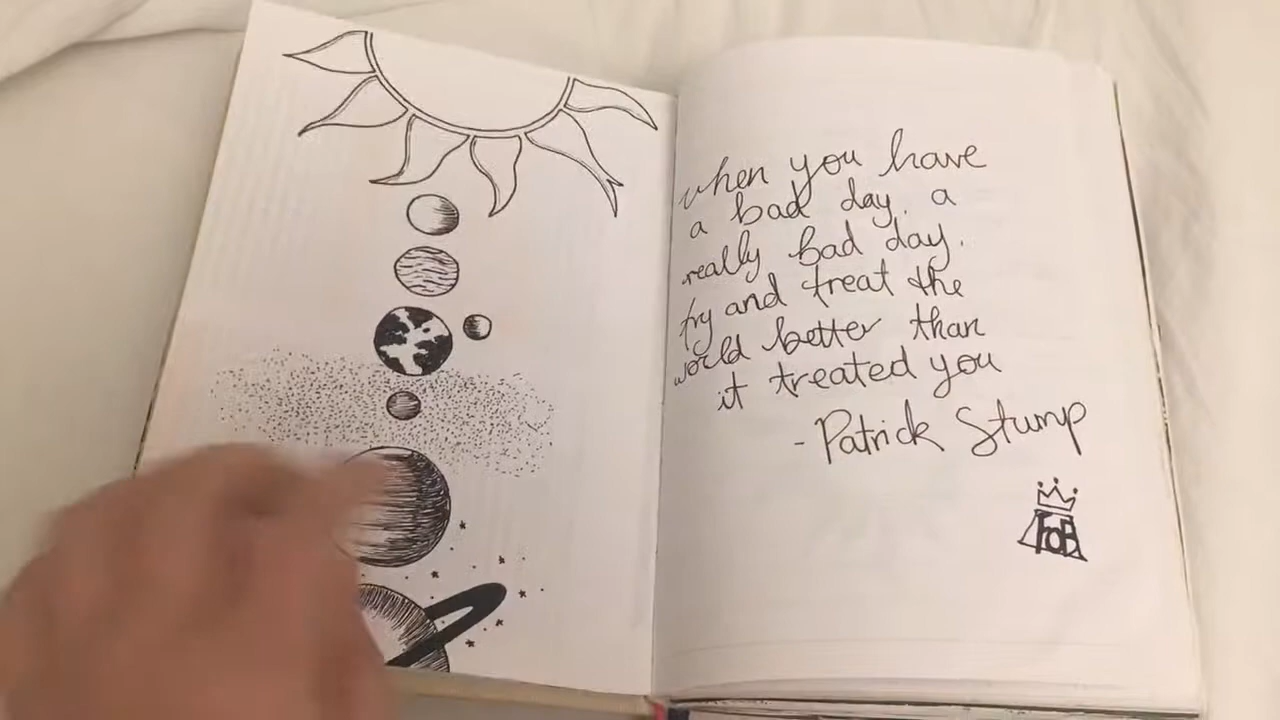 when you have
a bad day, a
really bad day.
try and treat the
world better than
it treated you
- Patrick Stump
FOB